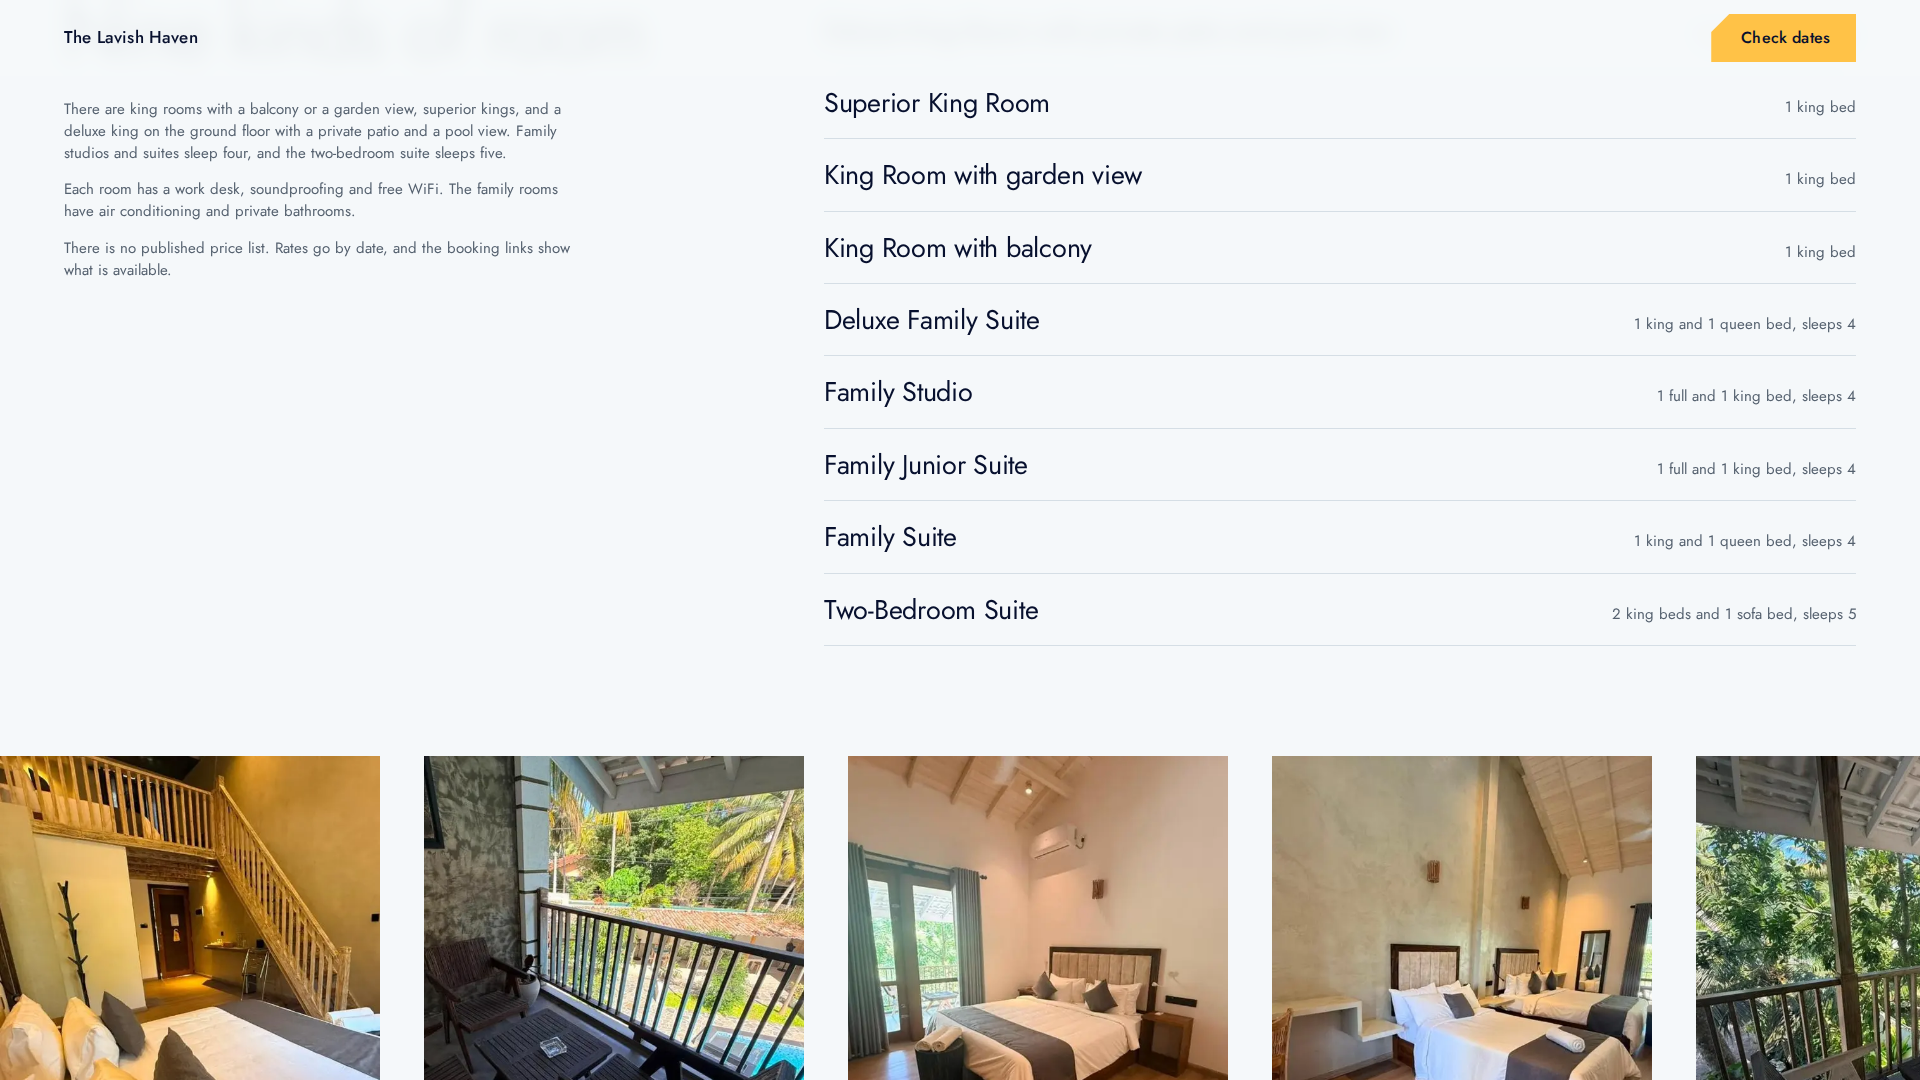 The Lavish Haven
Check dates
There are king rooms with a balcony or a garden view, superior kings, and a
deluxe king on the ground floor with a private patio and a pool view. Family
studios and suites sleep four, and the two-bedroom suite sleeps five.
Each room has a work desk, soundproofing and free WiFi. The family rooms
have air conditioning and private bathrooms.
There is no published price list. Rates go by date, and the booking links show
what is available.
Superior King Room
1 king bed
King Room with garden view
1 king bed
King Room with balcony
1 king bed
Deluxe Family Suite
1 king and 1 queen bed, sleeps 4
Family Studio
1 full and 1 king bed, sleeps 4
Family Junior Suite
1 full and 1 king bed, sleeps 4
Family Suite
1 king and 1 queen bed, sleeps 4
Two-Bedroom Suite
2 king beds and 1 sofa bed, sleeps 5